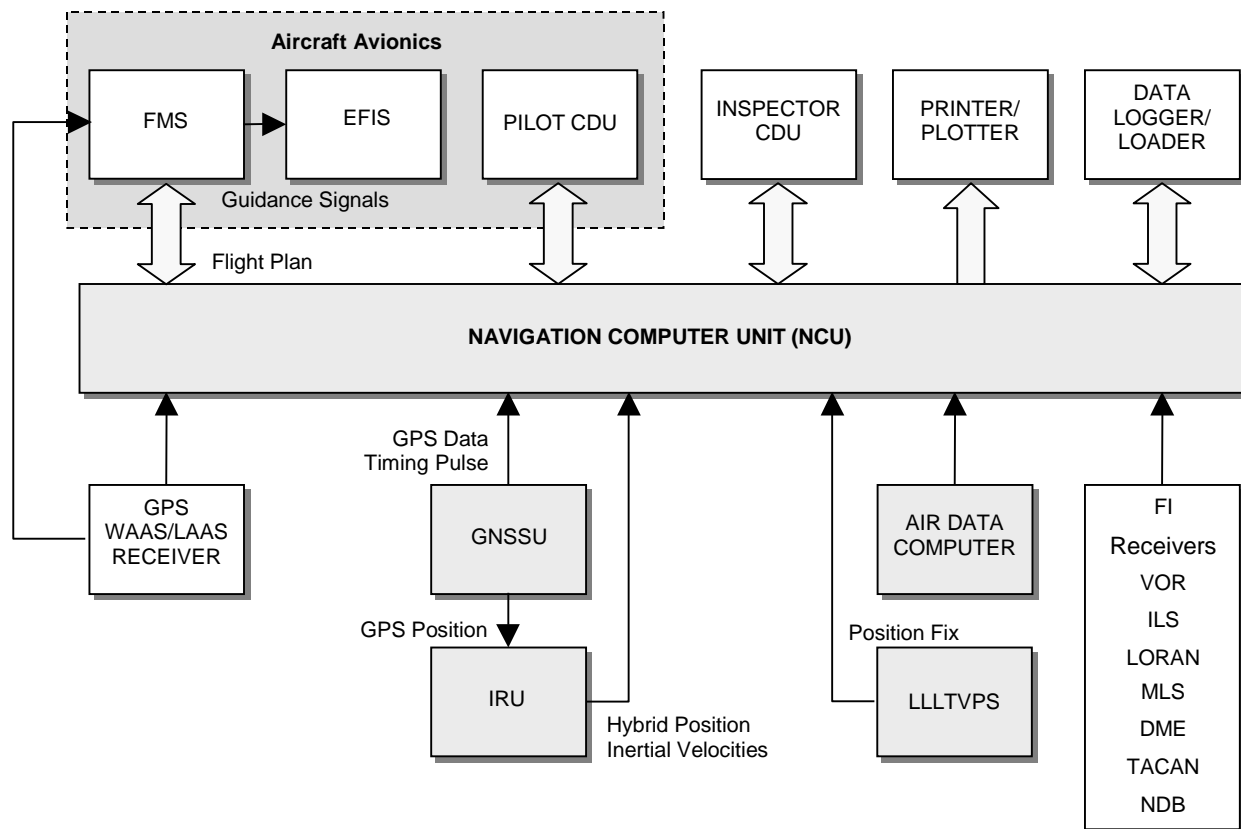 Aircraft Avionics
FMS
EFIS
PILOT CDU
INSPECTOR
CDU
PRINTER/
PLOTTER
DATA
LOGGER/
LOADER
Guidance Signals
Flight Plan
NAVIGATION COMPUTER UNIT (NCU)
GPS Data
Timing Pulse
GPS
WAAS/LAAS
RECEIVER
GNSSU
AIR DATA
COMPUTER
FI
Receivers
VOR
ILS
LORAN
MLS
DME
TACAN
NDB
GPS Position
Position Fix
IRU
LLLTVPS
Hybrid Position
Inertial Velocities